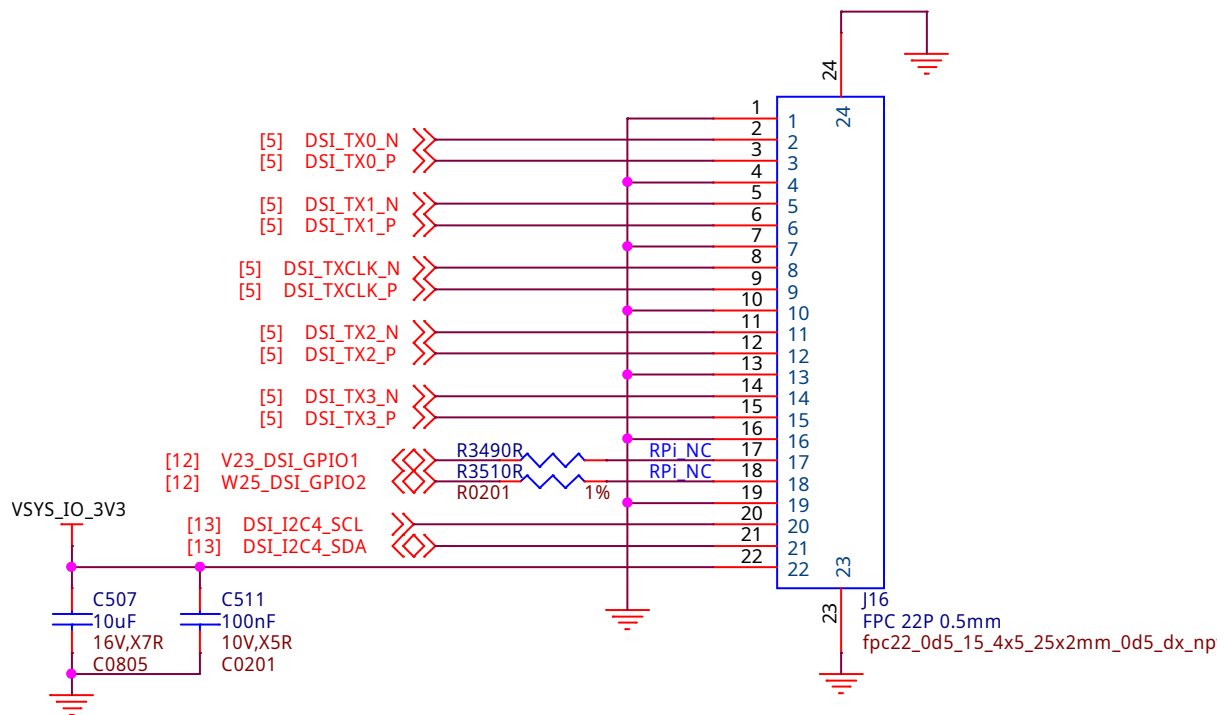 24
24
1 1
[5] DSI_TX0_N 2 2
[5] DSI_TX0_P 3 3
4 4
[5] DSI_TX1_N 5 5
[5] DSI_TX1_P 6 6
7 7
[5] DSI_TXCLK_N 8 8
[5] DSI_TXCLK_P 9 9
10 10
[5] DSI_TX2_N 11 11
[5] DSI_TX2_P 12 12
13 13
[5] DSI_TX3_N 14 14
[5] DSI_TX3_P 15 15
16 16
[12] V23_DSI_GPIO1 R3490R RPi_NC 17 17
[12] W25_DSI_GPIO2 R3510R RPi_NC 18 18
R0201 1%
19 19
VSYS_IO_3V3
[13] DSI_I2C4_SCL 20 20
[13] DSI_I2C4_SDA 21 21
22 22
23
23
C507
10uF
16V,X7R
C0805
C511
100nF
10V,X5R
C0201
J16
FPC 22P 0.5mm
fpc22_0d5_15_4x5_25x2mm_0d5_dx_np